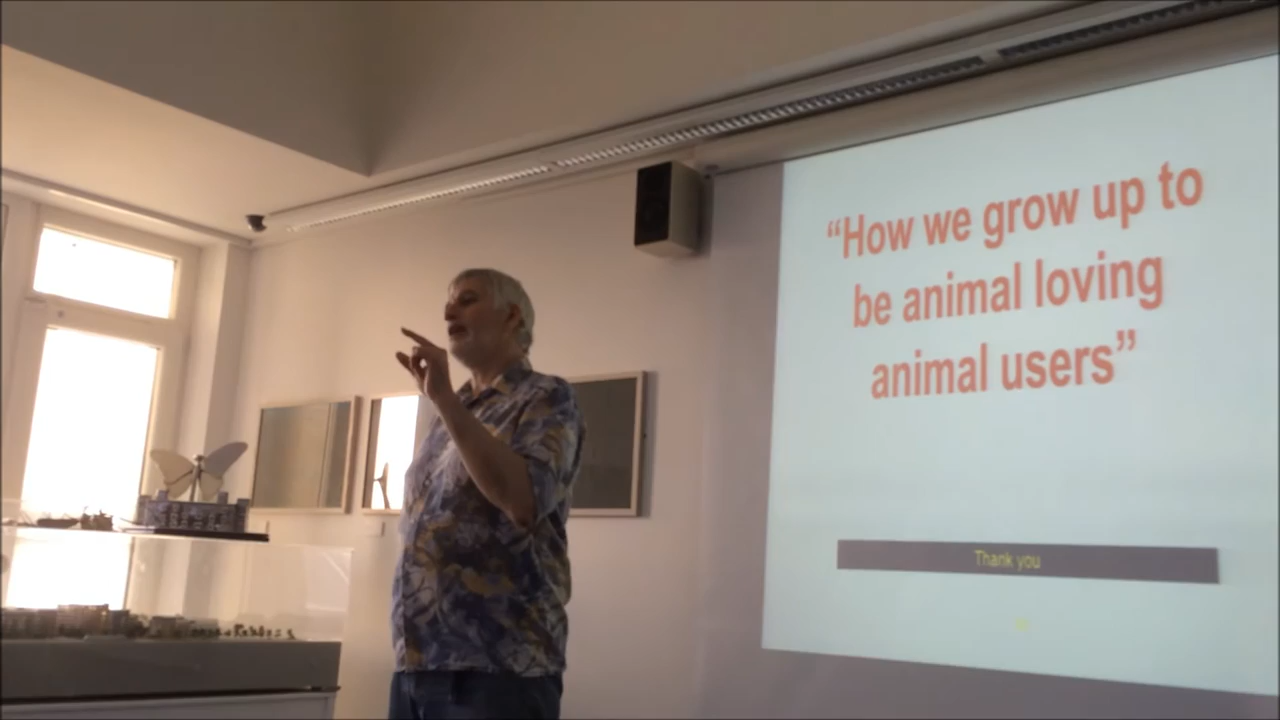 “How we grow up to
be animal loving
animal users”
Thank you